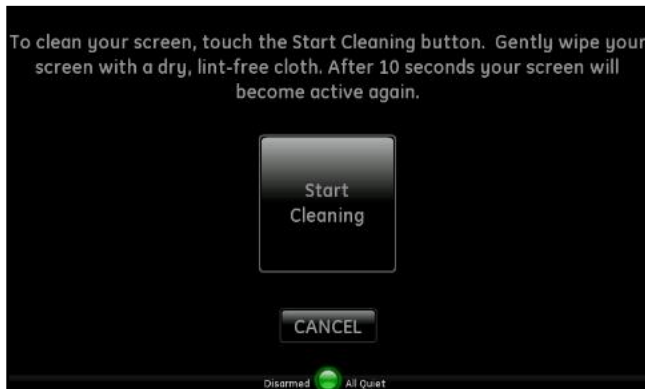 To clean your screen, touch the Start Cleaning button. Gently wipe your
screen with a dry, lint-free cloth. After 10 seconds your screen will
become active again.
Start
Cleaning
CANCEL
Disarmed All Quiet